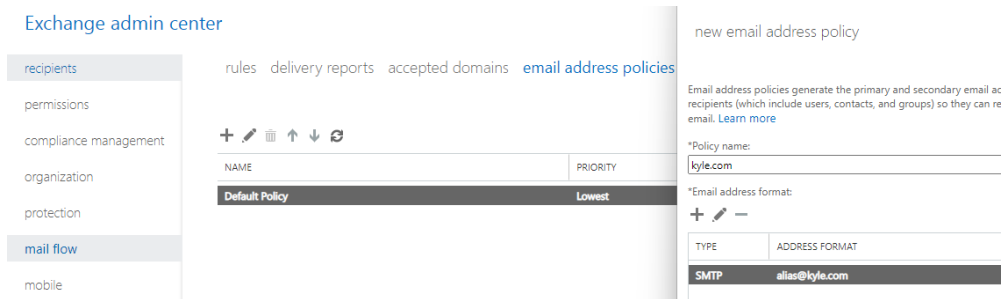 Exchange admin center
recipients
permissions
compliance management
organization
protection
mail flow
mobile
rules delivery reports accepted domains email address policies
NAME PRIORITY
Default Policy Lowest
new email address policy
Email address policies generate the primary and secondary email ad
recipients (which include users, contacts, and groups) so they can re
email. Learn more
*Policy name:
kyle.com
*Email address format:
TYPE ADDRESS FORMAT
SMTP alias@kyle.com